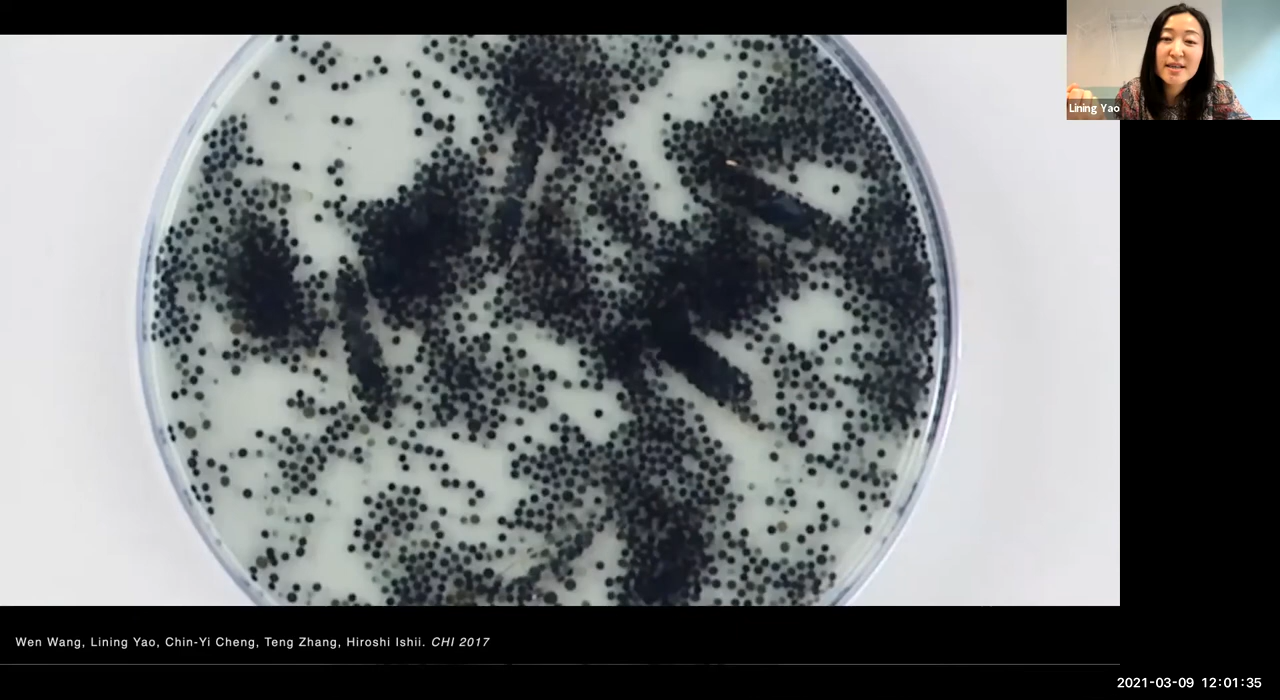 Lining Yao
Wen Wang, Lining Yao, Chin-Yi Cheng, Teng Zhang, Hiroshi Ishii. CHI 2017
2021-03-09 12:01:35